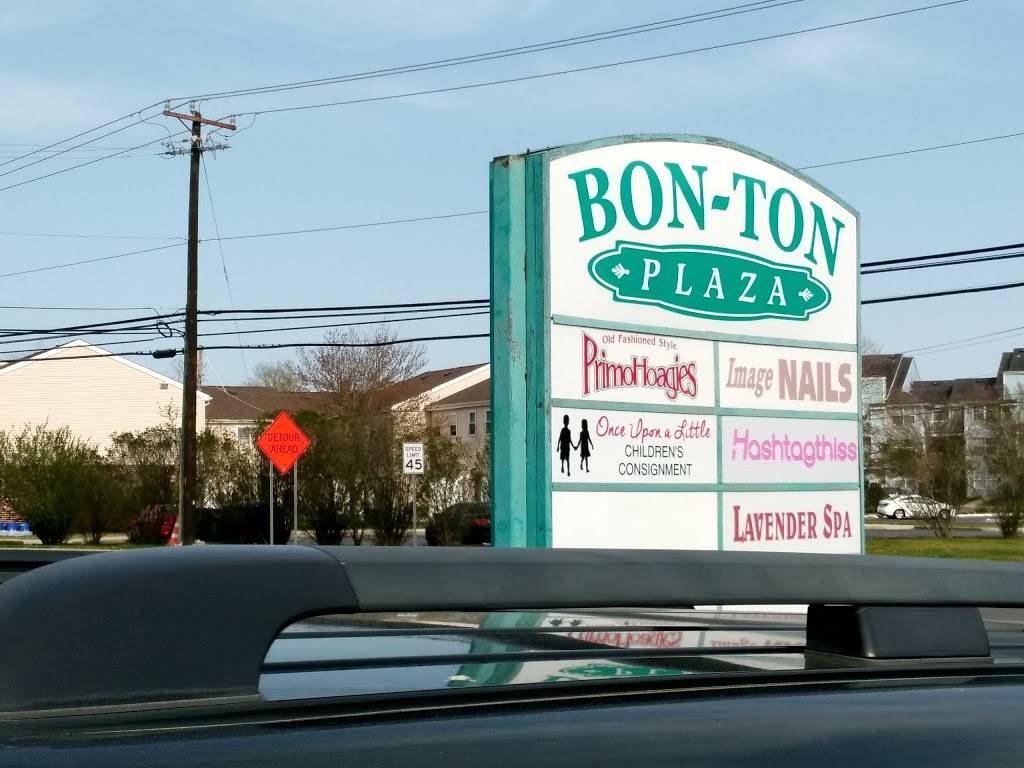 BON-TON
PLAZA
Old Fashioned Style
PrimoHoagies
Image NAILS
Once Upon a Little
CHILDREN'S
CONSIGNMENT
Hashtagthiss
LAVENDER SPA
DETOUR
AHEAD
SPEED
LIMIT
45